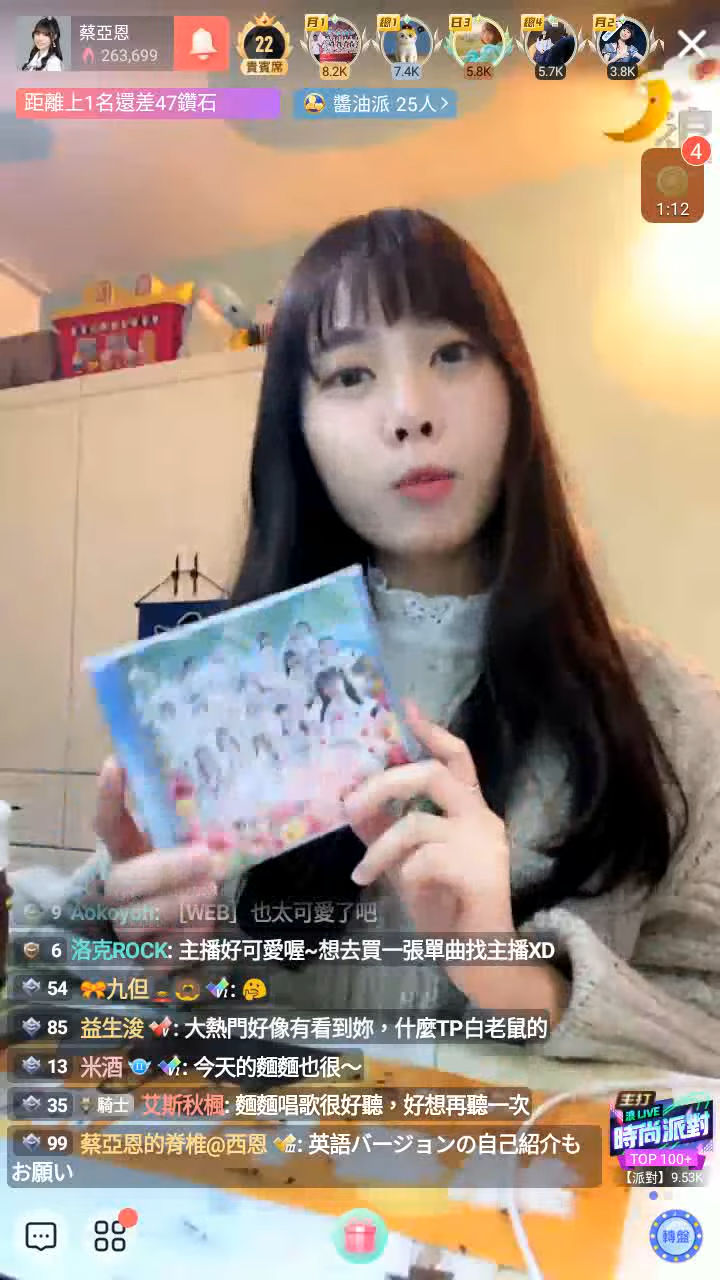 蔡亞恩
263,699
22
貴賓席
月1
8.2K
總1
7.4K
日3
5.8K
總4
5.7K
月2
3.8K
距離上1名還差47鑽石
醬油派 25人
4
1:12
9 Aokoyoh: [WEB] 也太可愛了吧
6 洛克ROCK: 主播好可愛喔~想去買一張單曲找主播XD
54 九但
85 益生浚: 大熱門好像有看到妳，什麼TP白老鼠的
13 米酒: 今天的麵麵也很～
35 騎士 艾斯秋楓: 麵麵唱歌很好聽，好想再聽一次
99 蔡亞恩的脊椎@西恩: 英語バージョンの自己紹介も
お願い
主打
浪 LIVE
時尚派對
TOP 100+
【派對】9.53K
轉盤